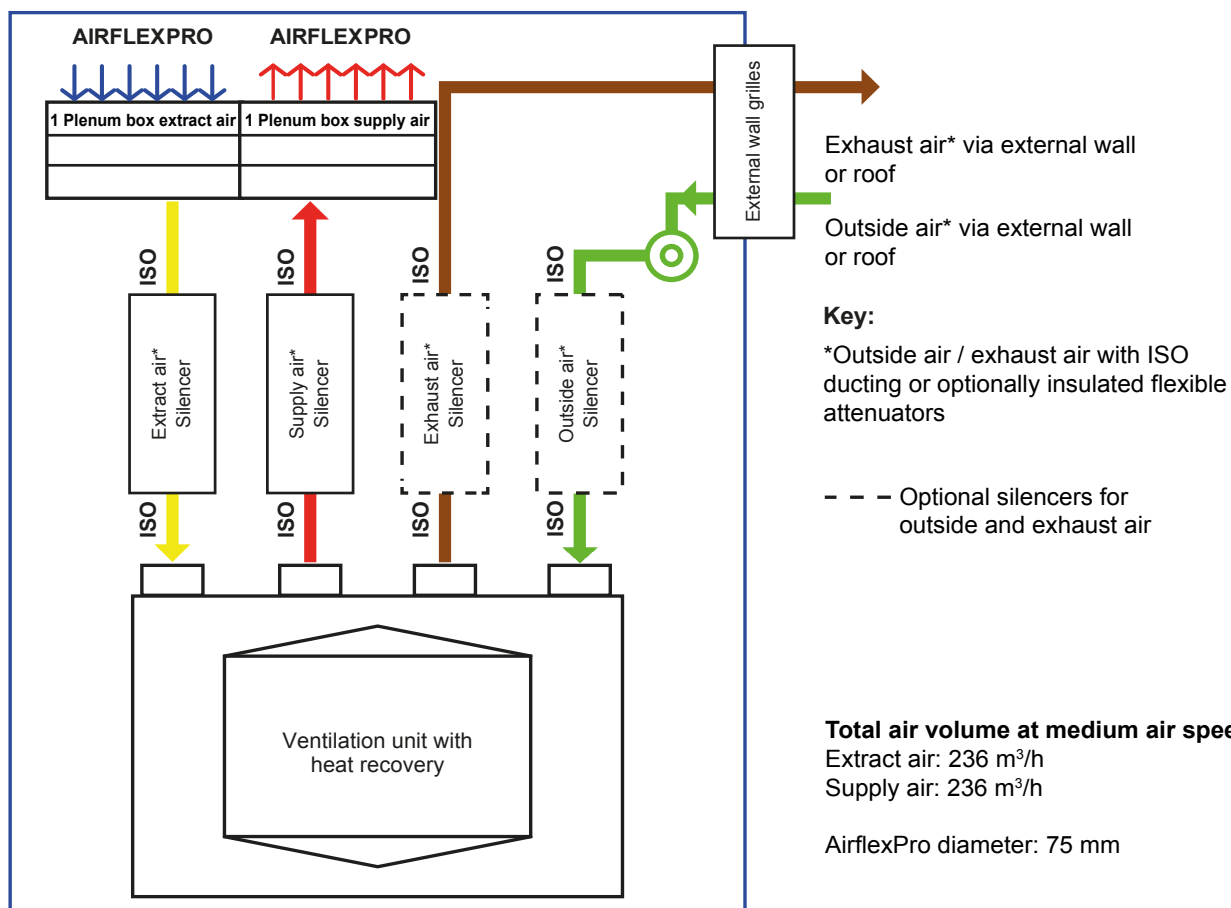 AIRFLEXPRO
AIRFLEXPRO
1 Plenum box extract air
1 Plenum box supply air
External wall grilles
Exhaust air* via external wall
or roof
Outside air* via external wall
or roof
ISO
ISO
ISO
ISO
Extract air*
Silencer
Supply air*
Silencer
Exhaust air*
Silencer
Outside air*
Silencer
ISO
ISO
ISO
ISO
Key:
*Outside air / exhaust air with ISO
ducting or optionally insulated flexible
attenuators
Optional silencers for
outside and exhaust air
Ventilation unit with
heat recovery
Total air volume at medium air spee
Extract air: 236 m³/h
Supply air: 236 m³/h
AirflexPro diameter: 75 mm